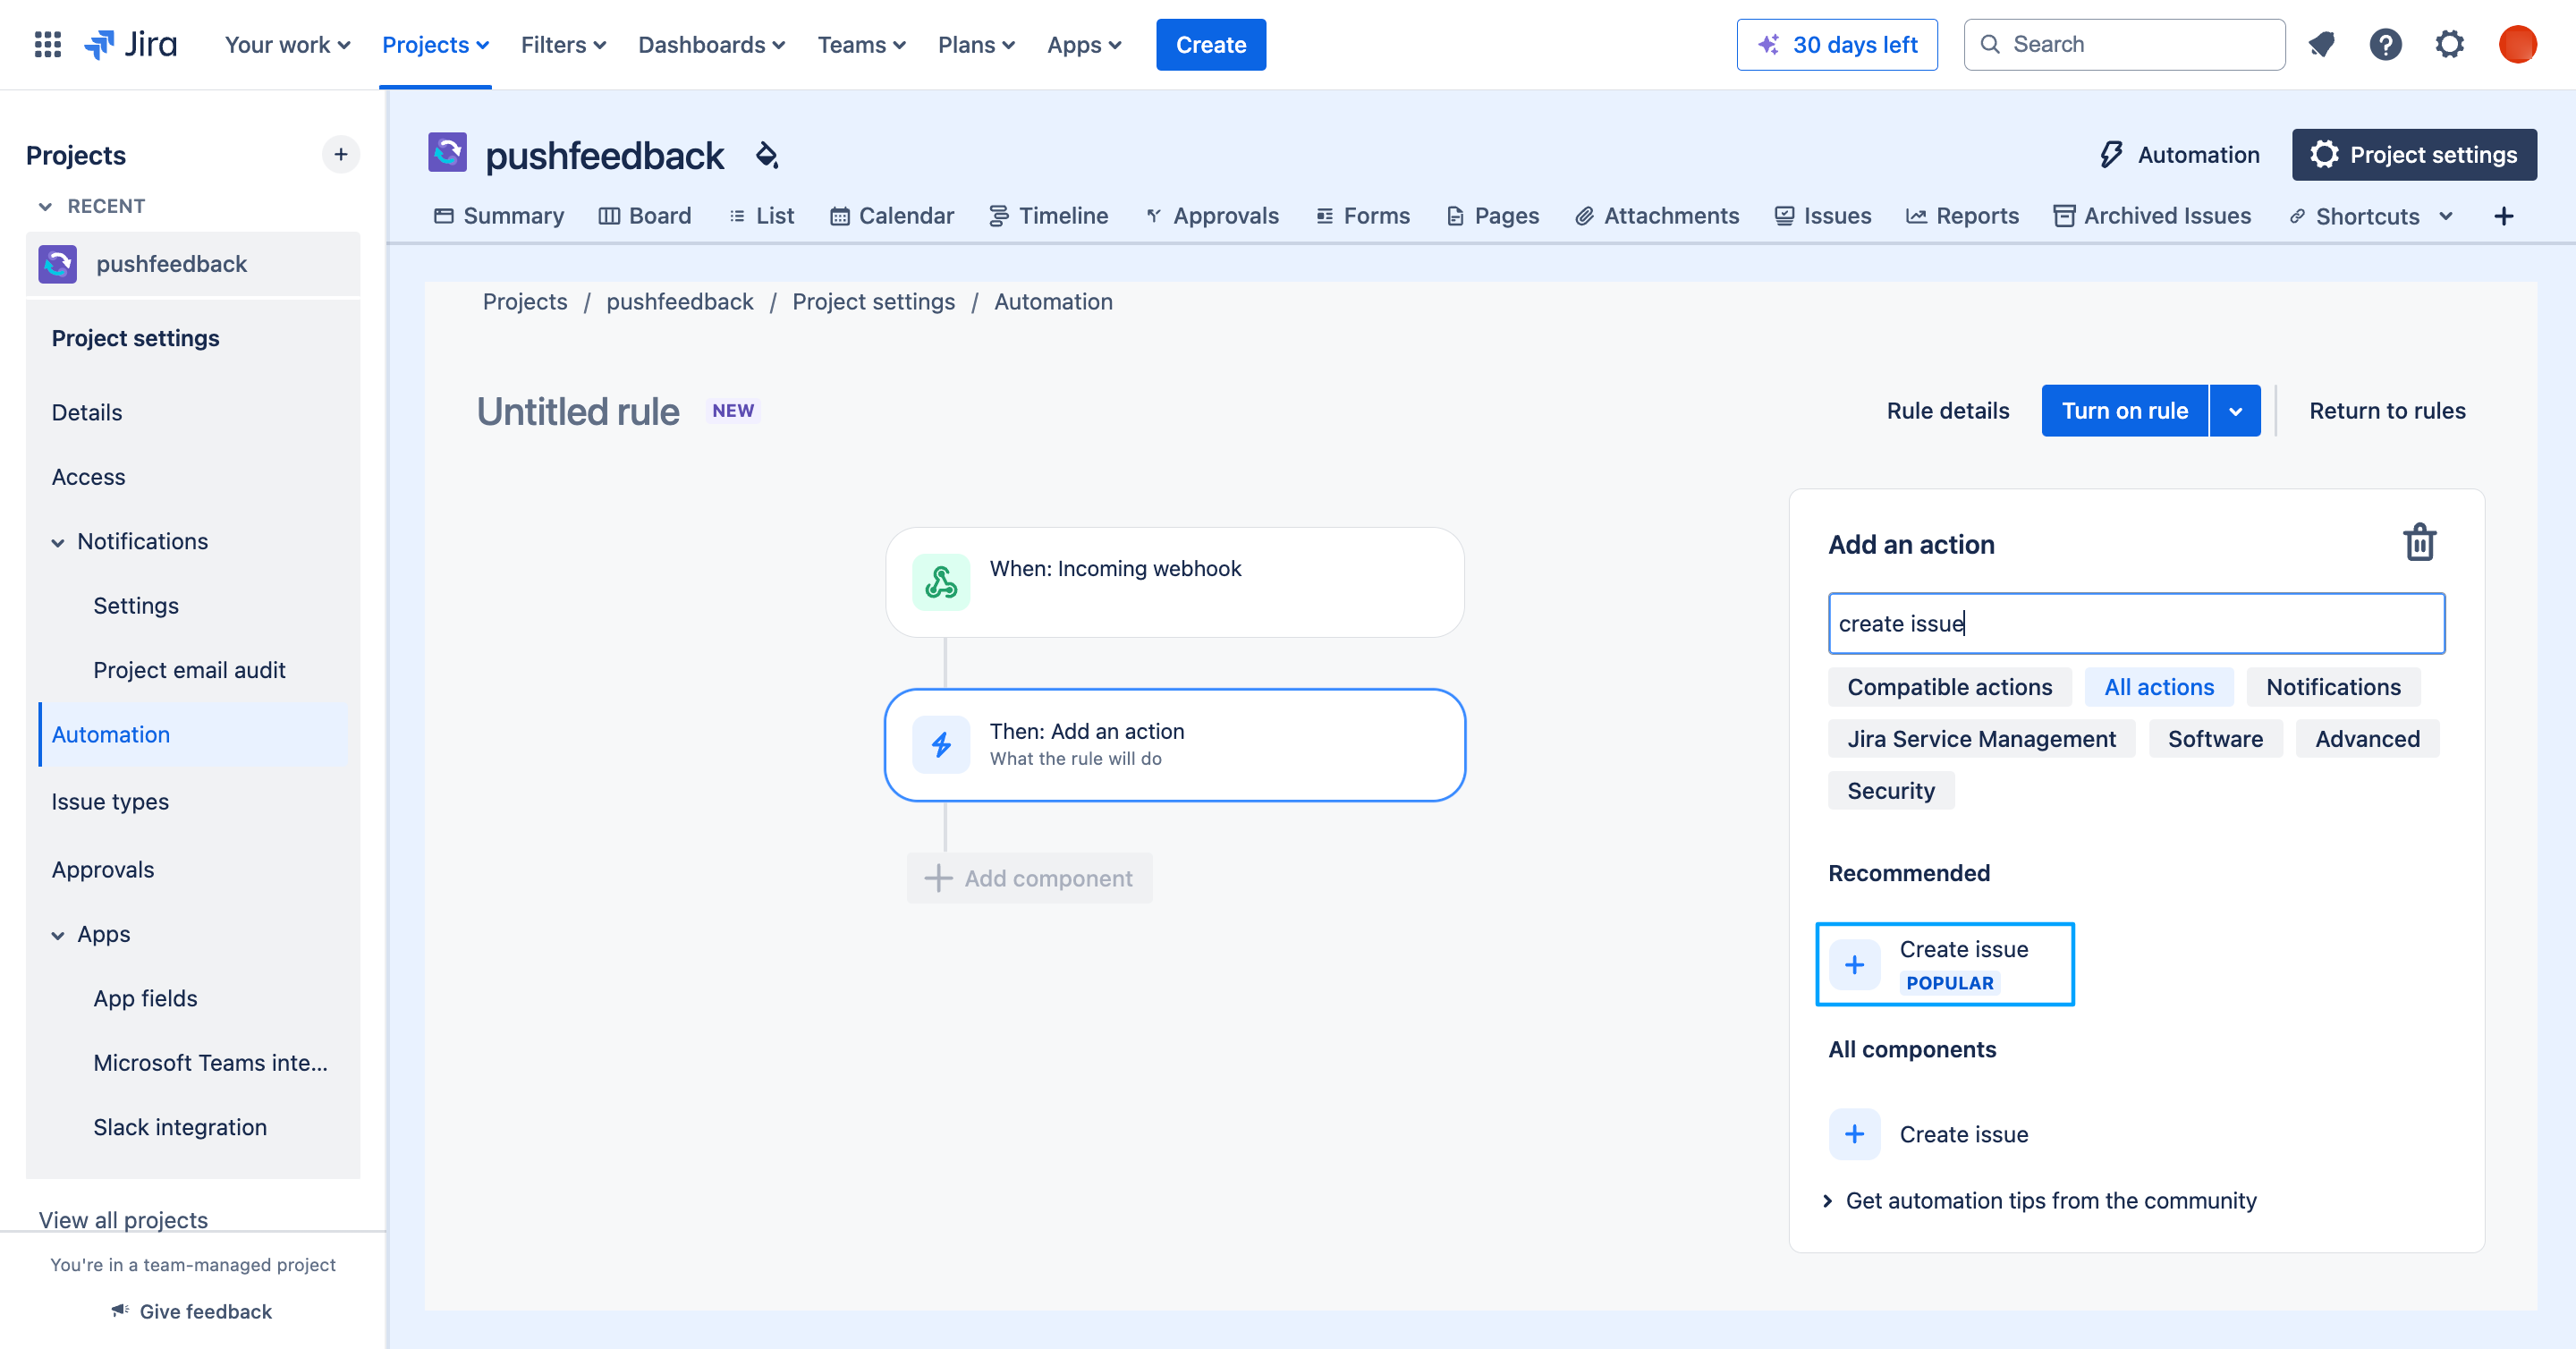 Jira Your work Projects Filters Dashboards Teams Plans Apps Create 30 days left Search
Projects
RECENT
pushfeedback
Project settings
Details
Access
Notifications
Settings
Project email audit
Automation
Issue types
Approvals
Apps
App fields
Microsoft Teams inte...
Slack integration
View all projects
You're in a team-managed project
Give feedback
pushfeedback
Automation Project settings
Summary Board List Calendar Timeline Approvals Forms Pages Attachments Issues Reports Archived Issues Shortcuts
Projects / pushfeedback / Project settings / Automation
Untitled rule NEW
Rule details Turn on rule Return to rules
When: Incoming webhook
Then: Add an action
What the rule will do
Add component
Add an action
create issue
Compatible actions All actions Notifications
Jira Service Management Software Advanced
Security
Recommended
Create issue
POPULAR
All components
Create issue
Get automation tips from the community